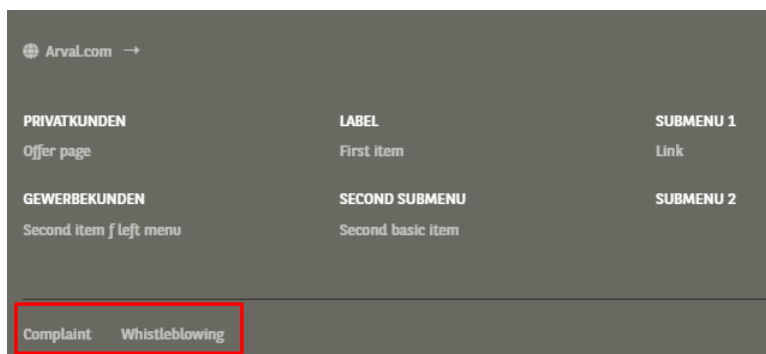 Arval.com →
PRIVATKUNDEN LABEL SUBMENU 1
Offer page First item Link
GEWERBEKUNDEN SECOND SUBMENU SUBMENU 2
Second item f left menu Second basic item
Complaint Whistleblowing